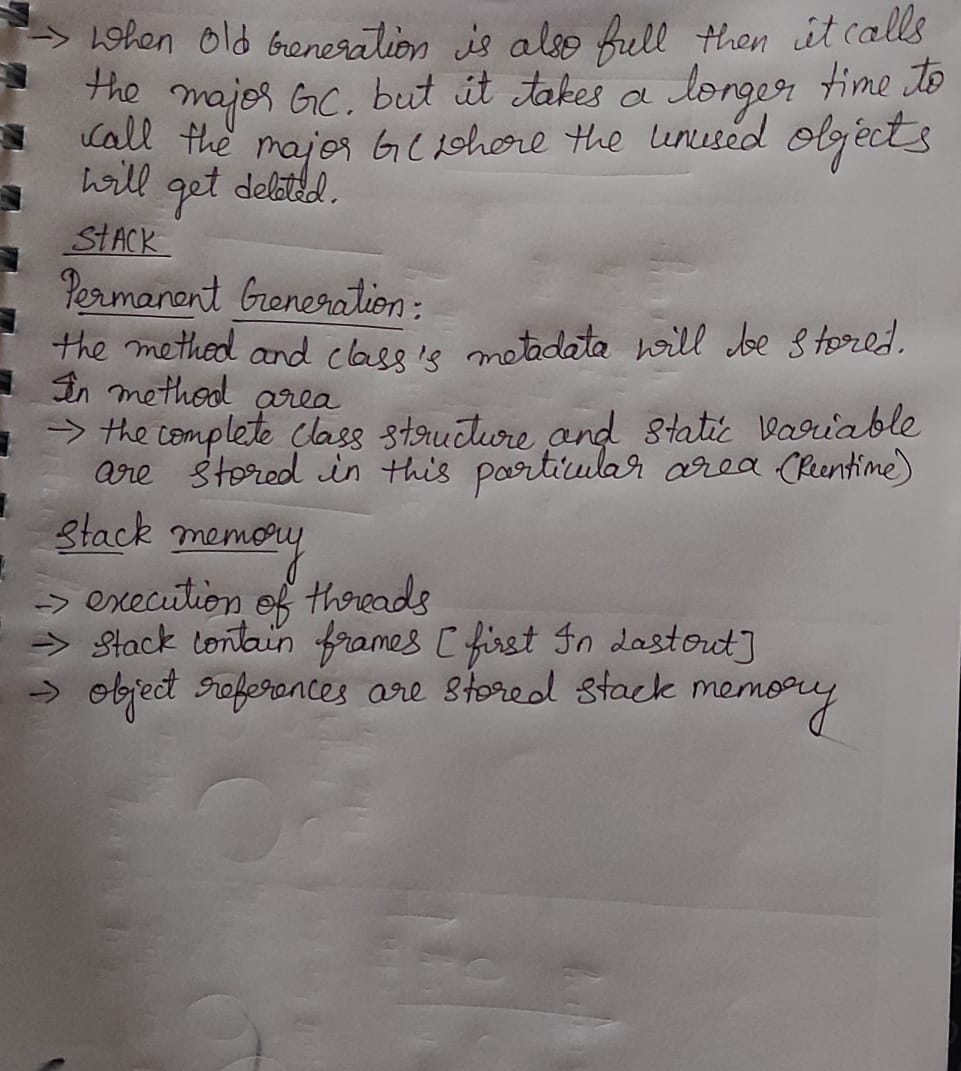 → When Old Generation is also full then it calls
the major GC. but it takes a longer time to
call the major GC where the unused objects
will get deleted.
STACK
Permanent Generation:
the method and class's metadata will be stored.
In method area
→ the complete class structure and static variable
are stored in this particular area (Reentime)
Stack memory
→ execution of threads
→ stack contain frames [first In Lastout]
→ object references are stored stack memory